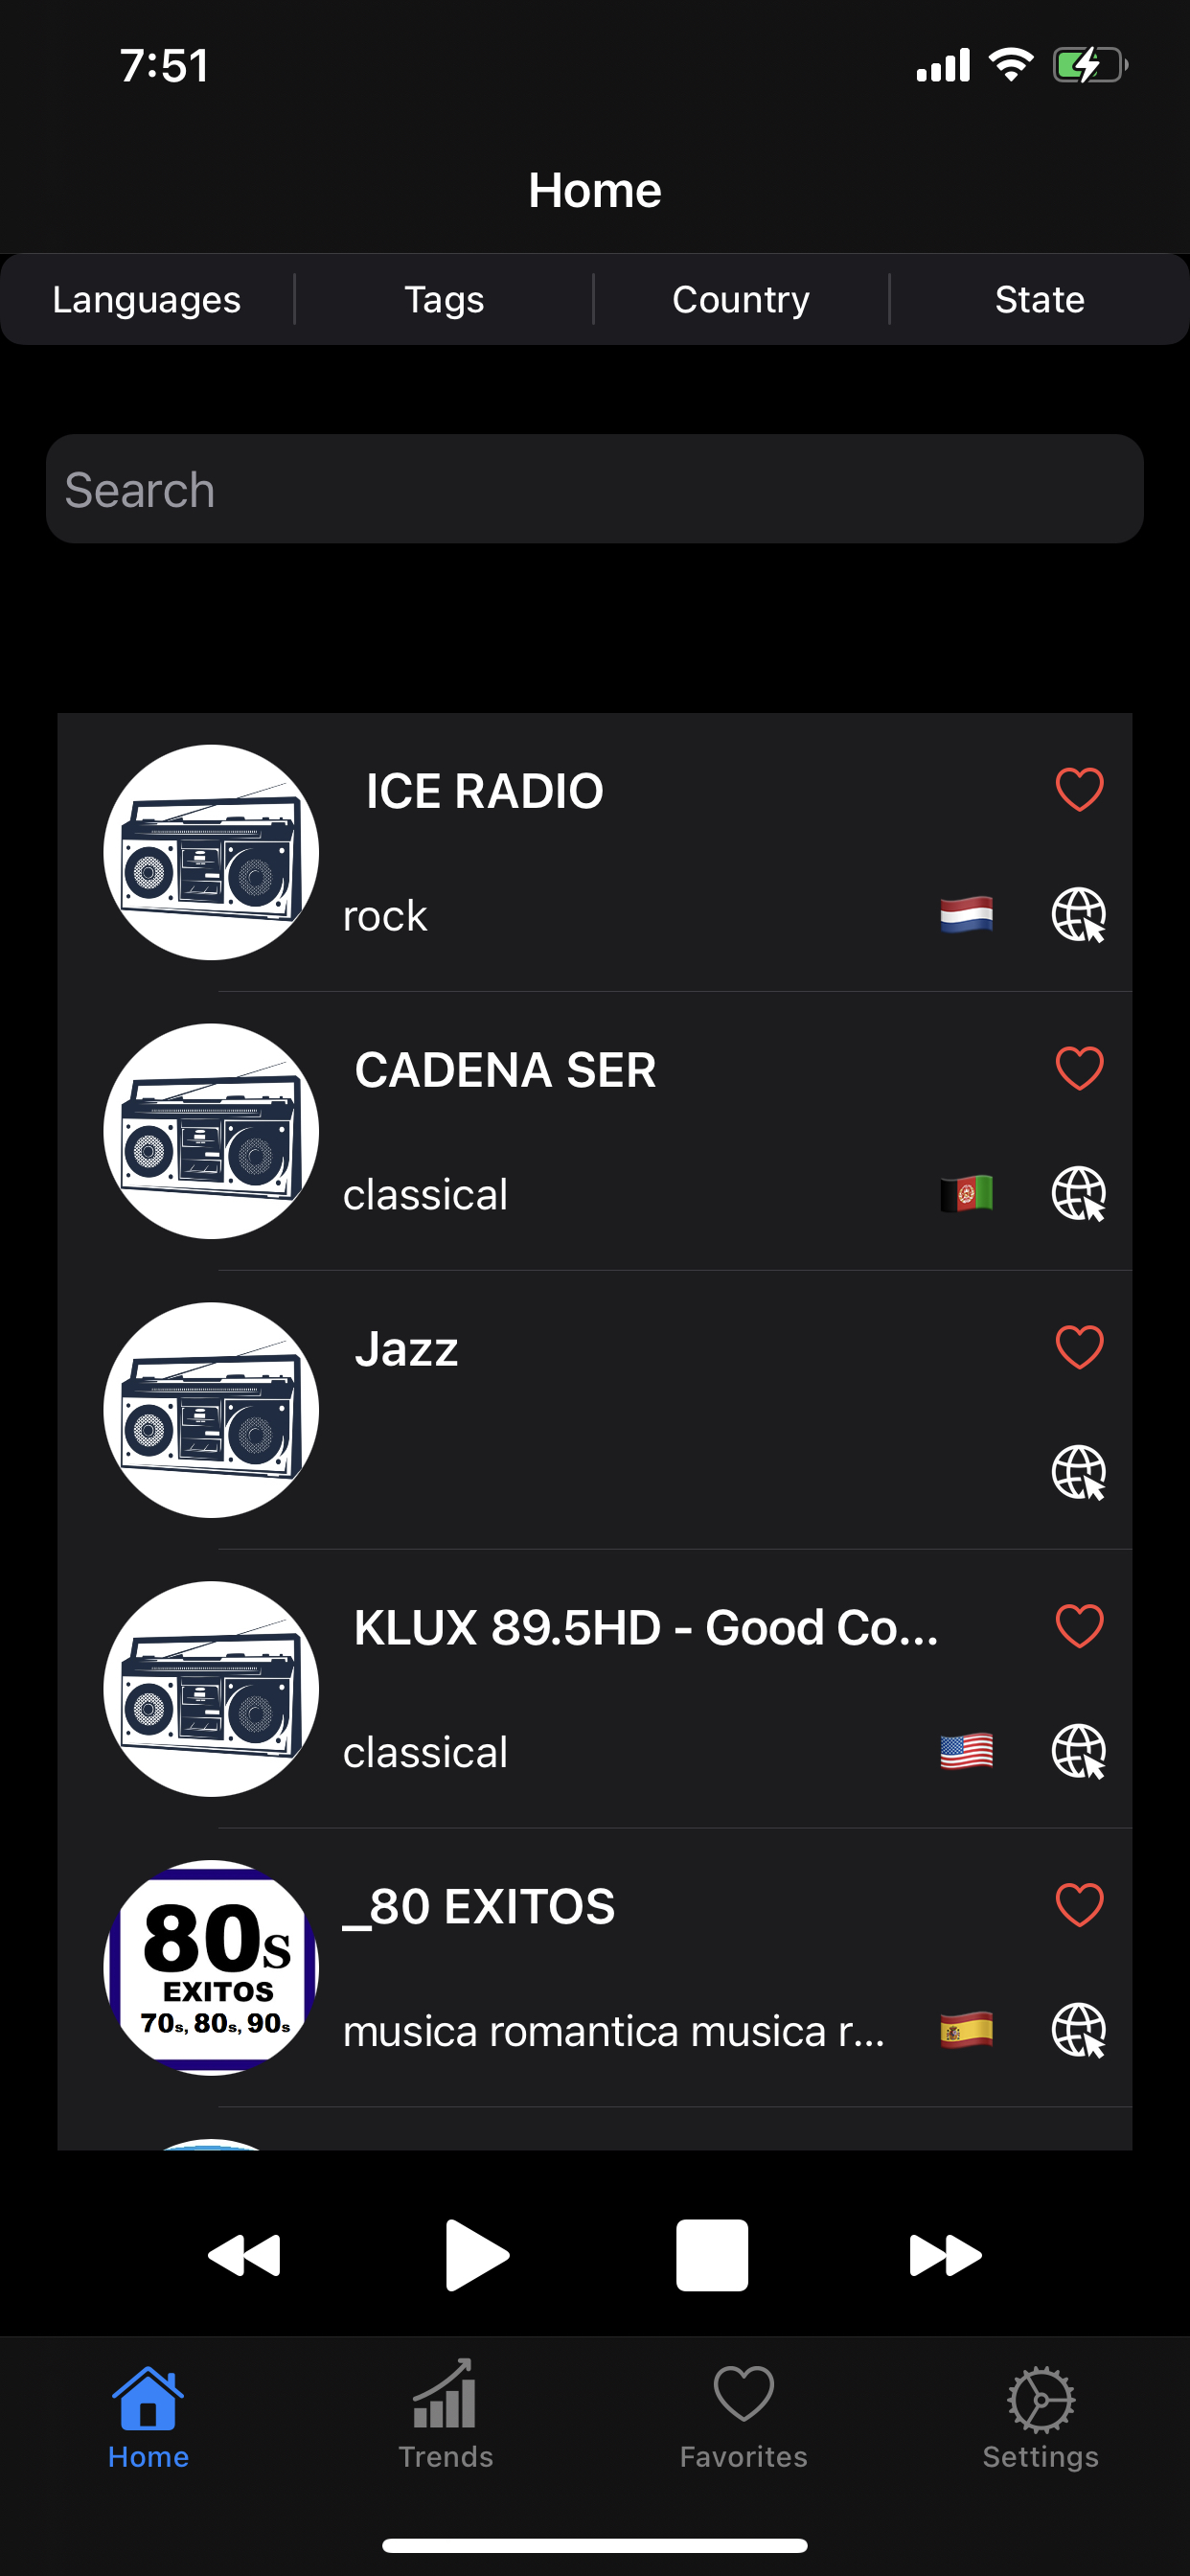 7:51
Home
Languages
Tags
Country
State
Search
ICE RADIO
rock
CADENA SER
classical
Jazz
KLUX 89.5HD - Good Co...
classical
80s
EXITOS
70s, 80s, 90s
_80 EXITOS
musica romantica musica r...
Home
Trends
Favorites
Settings